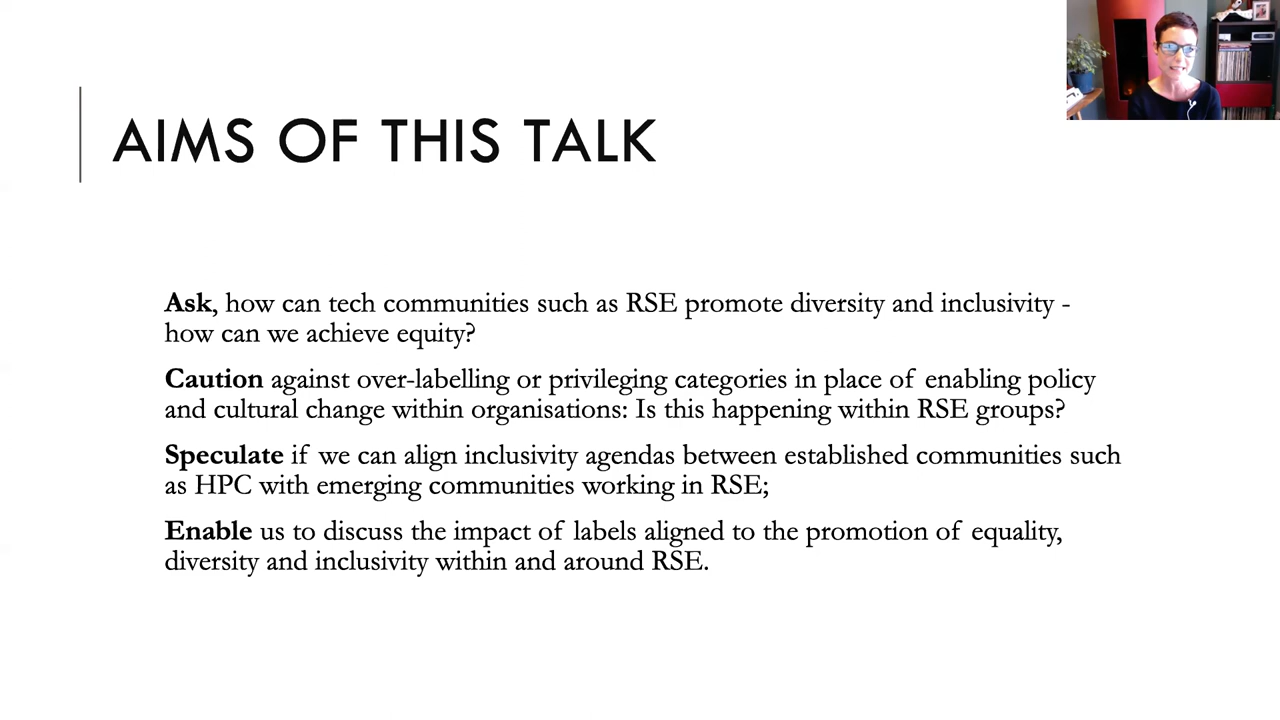 AIMS OF THIS TALK
Ask, how can tech communities such as RSE promote diversity and inclusivity -
how can we achieve equity?
Caution against over-labelling or privileging categories in place of enabling policy
and cultural change within organisations: Is this happening within RSE groups?
Speculate if we can align inclusivity agendas between established communities such
as HPC with emerging communities working in RSE;
Enable us to discuss the impact of labels aligned to the promotion of equality,
diversity and inclusivity within and around RSE.